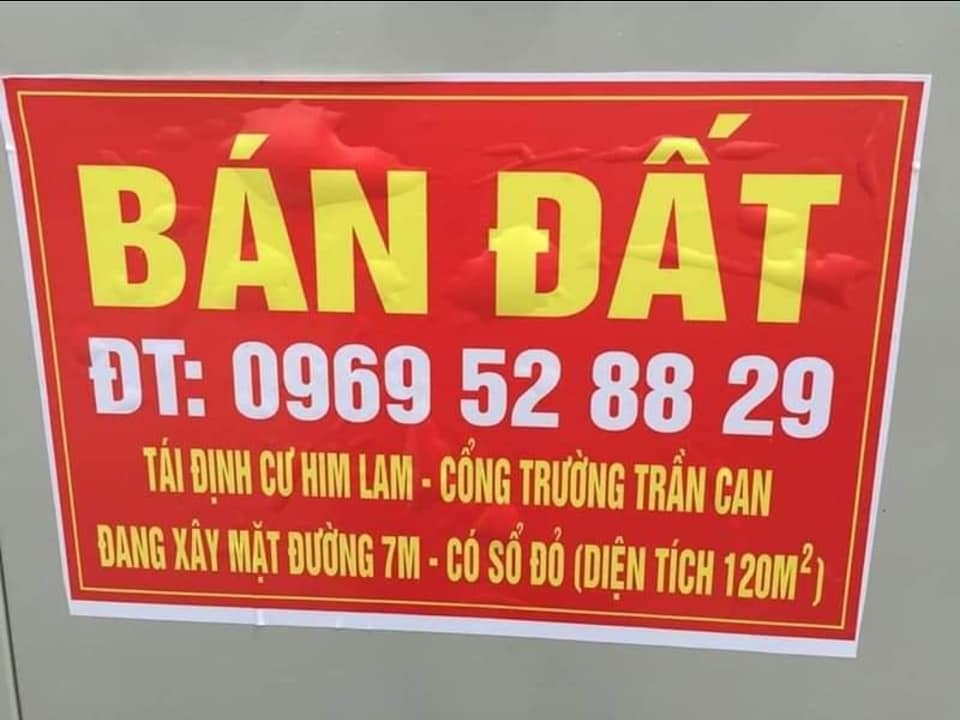 BÁN ĐẤT
ĐT: 0969 52 88 29
TÁI ĐỊNH CƯ HIM LAM - CỔNG TRƯỜNG TRẦN CAN
ĐANG XÂY MẶT ĐƯỜNG 7M - CÓ SỔ ĐỎ (DIỆN TÍCH 120M²)